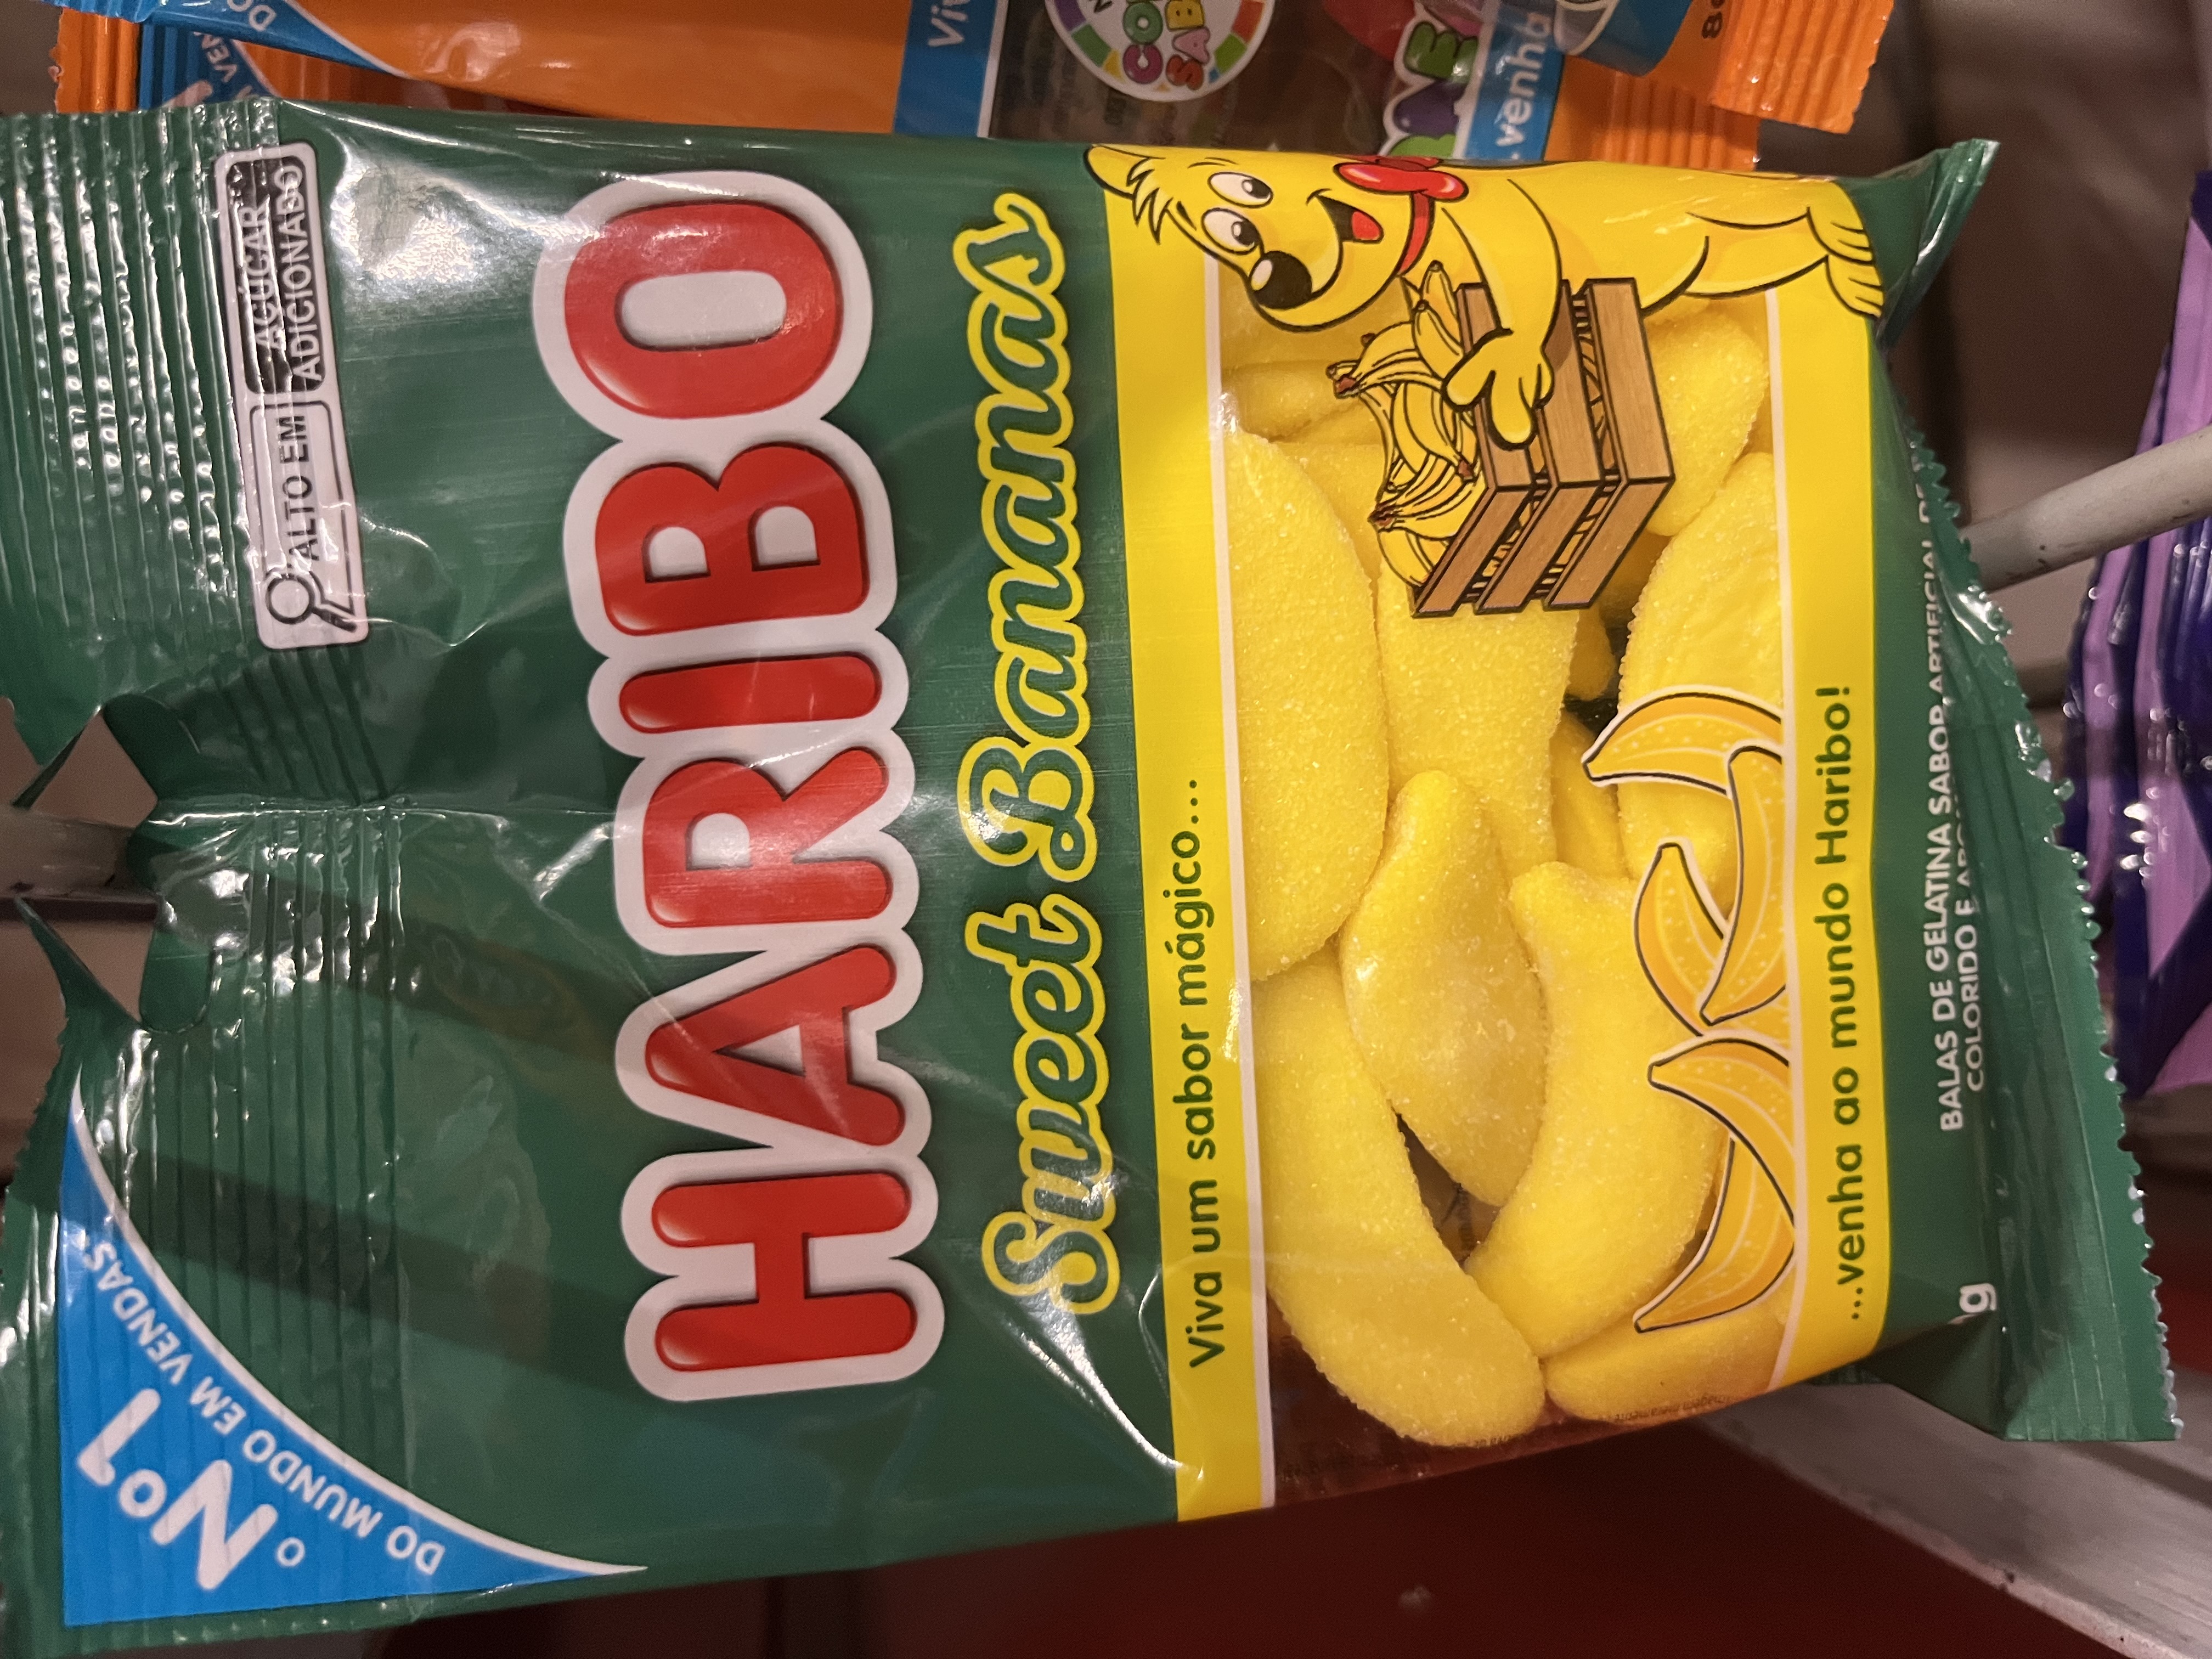 ALTO EM
AÇÚCAR
ADICIONADO
O Nº1
DO MUNDO EM VENDAS*
HARIBO
Sweet Bananas
Viva um sabor mágico...
...venha ao mundo Haribo!
BALAS DE GELATINA SABOR ARTIFICIAL
COLORIDO E
g
venha